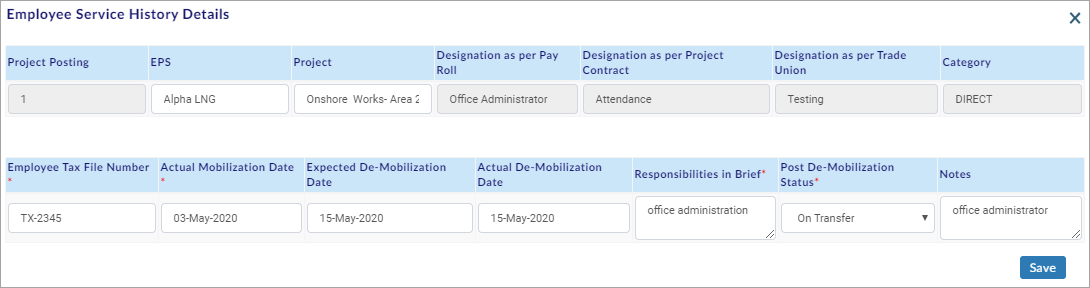 Employee Service History Details
×
Project Posting EPS Project Designation as per Pay Roll Designation as per Project Contract Designation as per Trade Union Category
1 Alpha LNG Onshore Works- Area 2 Office Administrator Attendance Testing DIRECT
Employee Tax File Number * Actual Mobilization Date * Expected De-Mobilization Date Actual De-Mobilization Date Responsibilities in Brief* Post De-Mobilization Status* Notes
TX-2345 03-May-2020 15-May-2020 15-May-2020 office administration On Transfer office administrator
Save